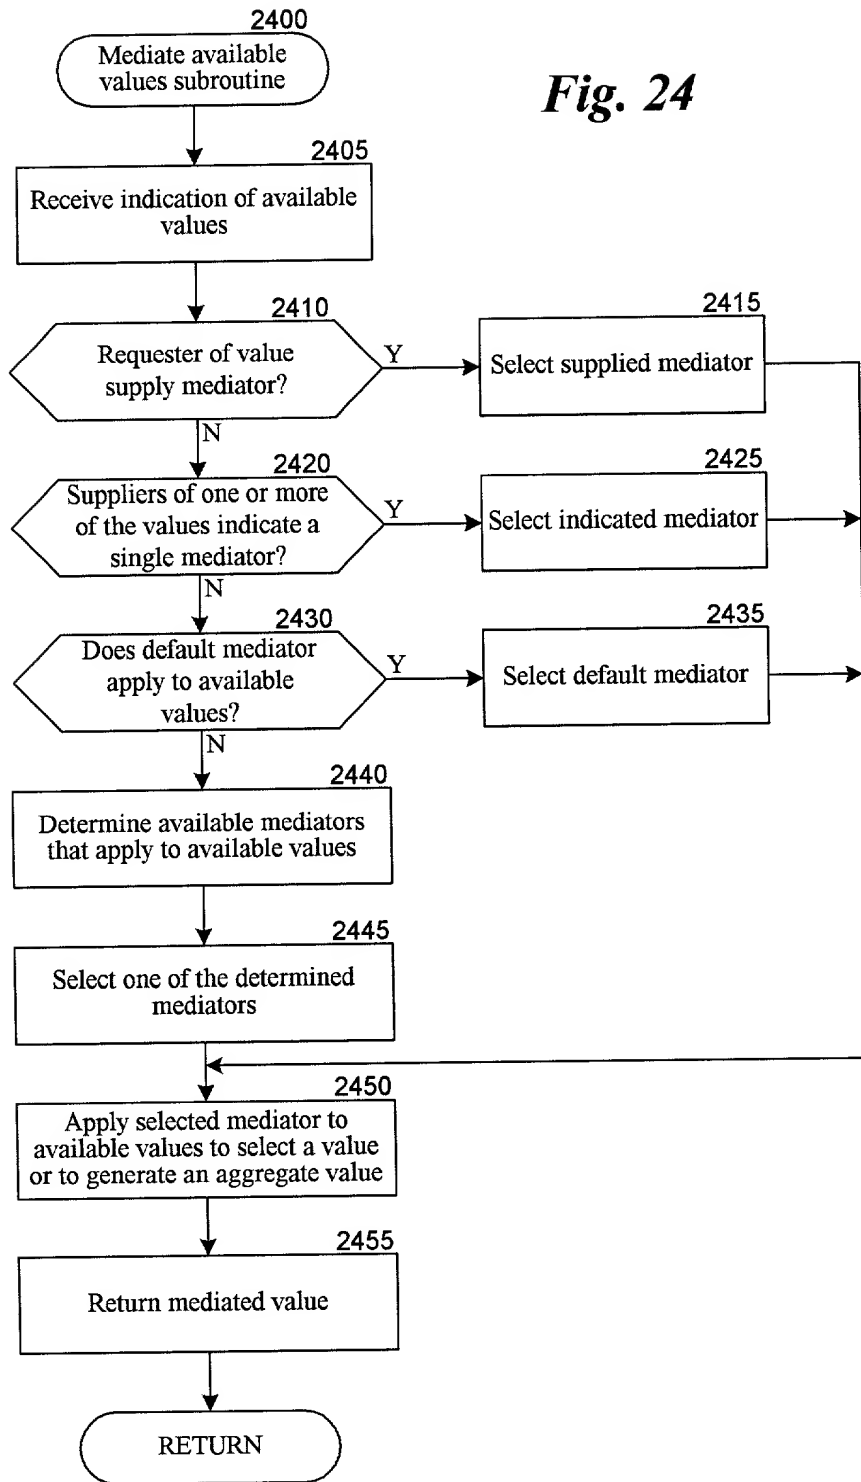 2400
Mediate available
values subroutine
Fig. 24
2405
Receive indication of available
values
2410
Requester of value
supply mediator?
Y
2415
Select supplied mediator
N
2420
Suppliers of one or more
of the values indicate a
single mediator?
Y
2425
Select indicated mediator
N
2430
Does default mediator
apply to available
values?
Y
2435
Select default mediator
N
2440
Determine available mediators
that apply to available values
2445
Select one of the determined
mediators
2450
Apply selected mediator to
available values to select a value
or to generate an aggregate value
2455
Return mediated value
RETURN